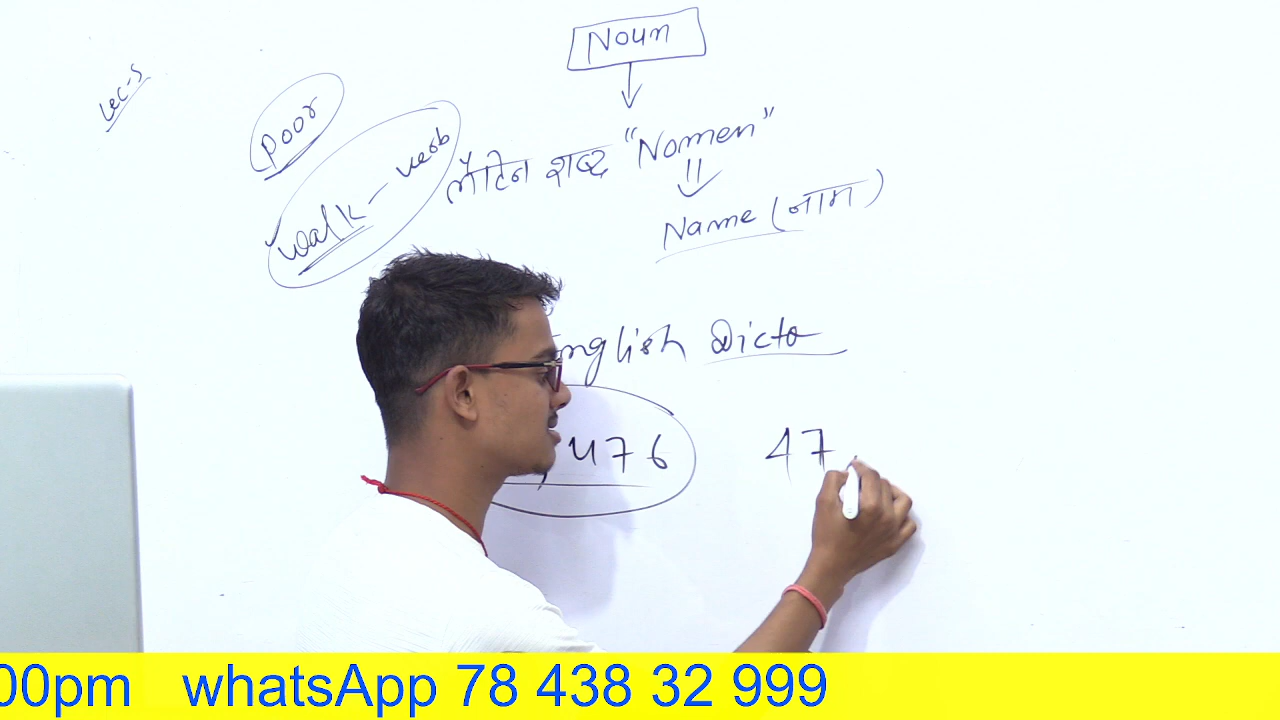 Noun
Lec-5
Poor
walk – verb
लॅटिन शब्द "Nomen"
Name (नाम)
English Dicto
,476 47
00pm whatsApp 78 438 32 999